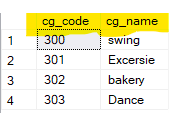 cg_code cg_name
1 300 swing
2 301 Excersie
3 302 bakery
4 303 Dance